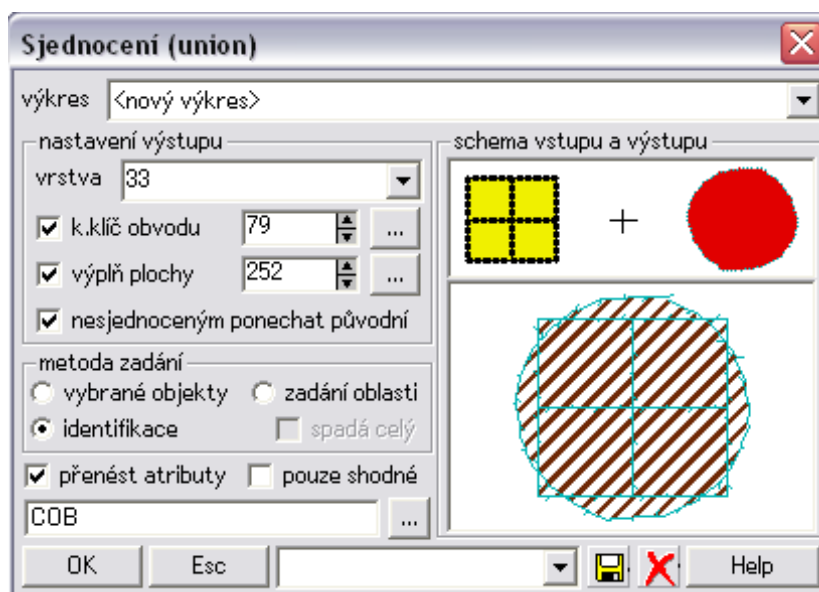 Sjednocení (union)
výkres <nový výkres>
nastavení výstupu
vrstva 33
k.klíč obvodu 79 ...
výplň plochy 252 ...
nesjednoceným ponechat původní
metoda zadání
vybrané objekty zadání oblasti
identifikace spadá celý
přenést atributy pouze shodné
COB ...
schema vstupu a výstupu
OK Esc Help